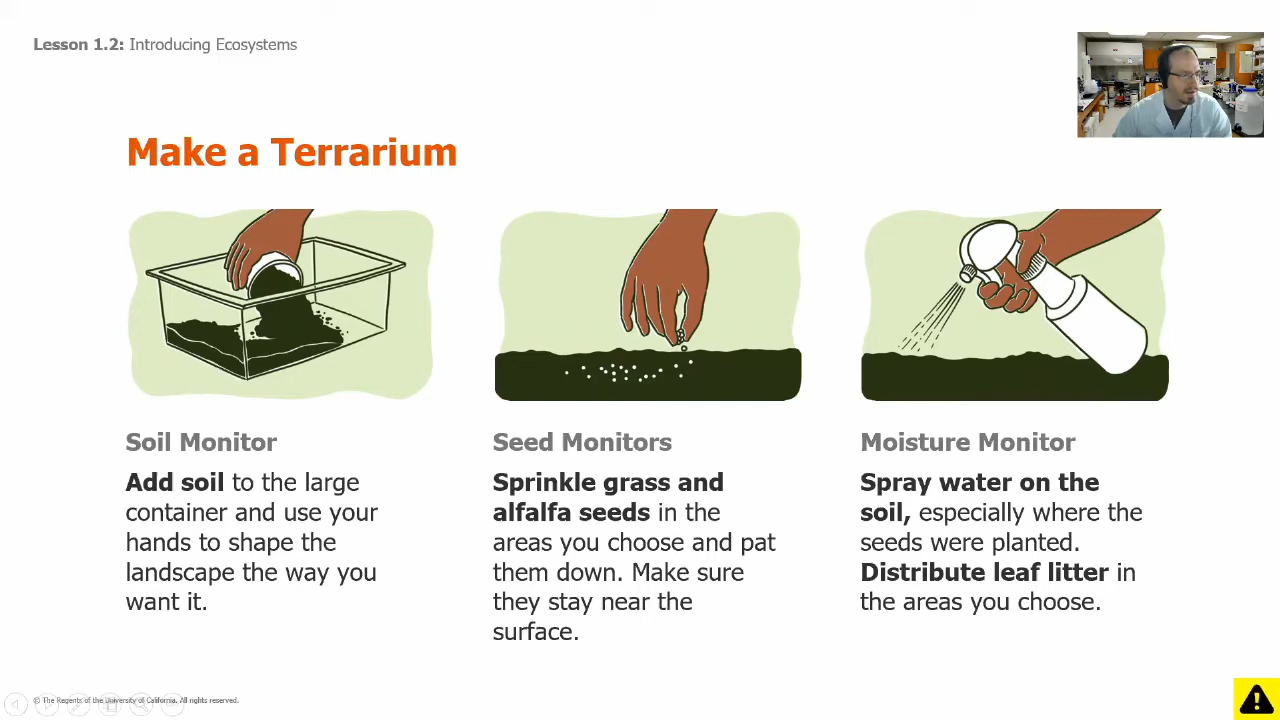 Lesson 1.2: Introducing Ecosystems
Make a Terrarium
Soil Monitor
Add soil to the large
container and use your
hands to shape the
landscape the way you
want it.
Seed Monitors
Sprinkle grass and
alfalfa seeds in the
areas you choose and pat
them down. Make sure
they stay near the
surface.
Moisture Monitor
Spray water on the
soil, especially where the
seeds were planted.
Distribute leaf litter in
the areas you choose.
© The Regents of the University of California. All rights reserved.